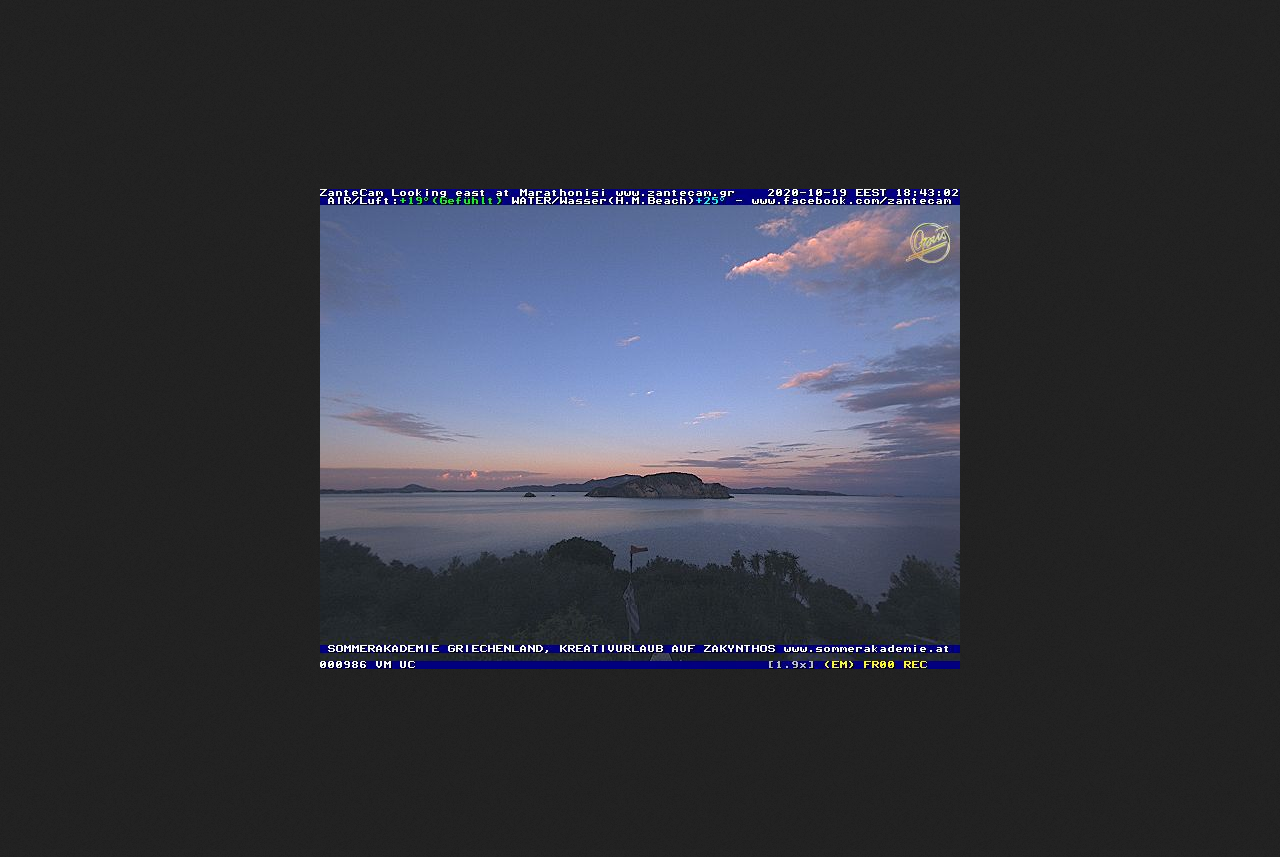 ZanteCam Looking east at Marathonisi www.zantecam.gr 2020-10-19 EEST 18:43:02
AIR/Luft:+19°(Gefühlt) WATER/Wasser(H.M.Beach)+25° - www.facebook.com/zantecam
Opus
SOMMERAKADEMIE GRIECHENLAND, KREATIVURLAUB AUF ZAKYNTHOS www.sommerakademie.at
000986 VM UC [1.9x] (EM) FR00 REC